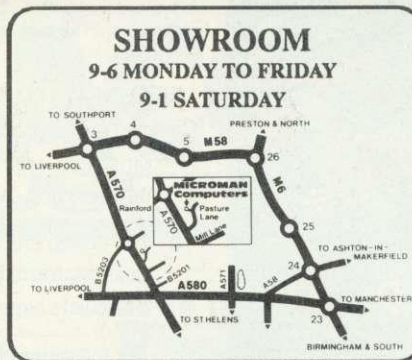 SHOWROOM
9-6 MONDAY TO FRIDAY
9-1 SATURDAY
TO SOUTHPORT
PRESTON & NORTH
3
4
5
M58
26
TO LIVERPOOL
A570
MICROMAN
Computers
M6
Rainford
A570
Pasture
Lane
Mill Lane
25
TO ASHTON-IN-
MAKERFIELD
B5203
B5201
24
TO LIVERPOOL
A580
A571
A58
TO MANCHESTER
23
TO ST HELENS
BIRMINGHAM & SOUTH